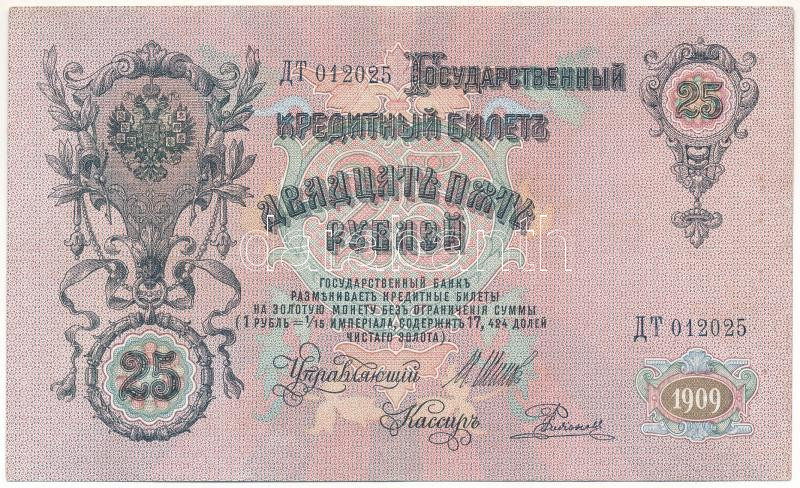 ДТ 012025 Государственный
25
Кредитный Билетъ
Двадцать Пять
Рублей
ГОСУДАРСТВЕННЫЙ БАНКЪ
РАЗМѢНИВАЕТЪ КРЕДИТНЫЕ БИЛЕТЫ
НА ЗОЛОТУЮ МОНЕТУ БЕЗЪ ОГРАНИЧЕНІЯ СУММЫ
(1 РУБЛЬ = 1/15 ИМПЕРІАЛА, СОДЕРЖИТЪ 17,424 ДОЛЕЙ
ЧИСТАГО ЗОЛОТА).
ДТ 012025
25
Управляющій
Кассиръ
1909